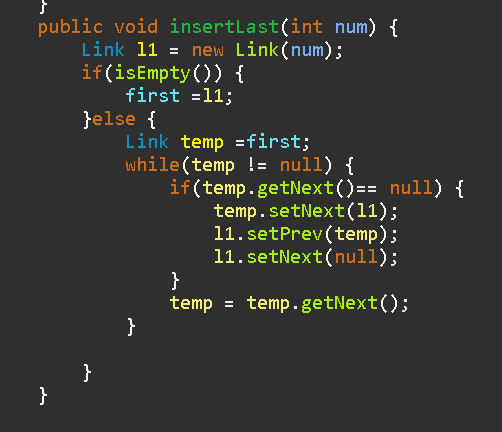 }
public void insertLast(int num) {
Link l1 = new Link(num);
if(isEmpty()) {
first =l1;
}else {
Link temp =first;
while(temp != null) {
if(temp.getNext()== null) {
temp.setNext(l1);
l1.setPrev(temp);
l1.setNext(null);
}
temp = temp.getNext();
}
}
}